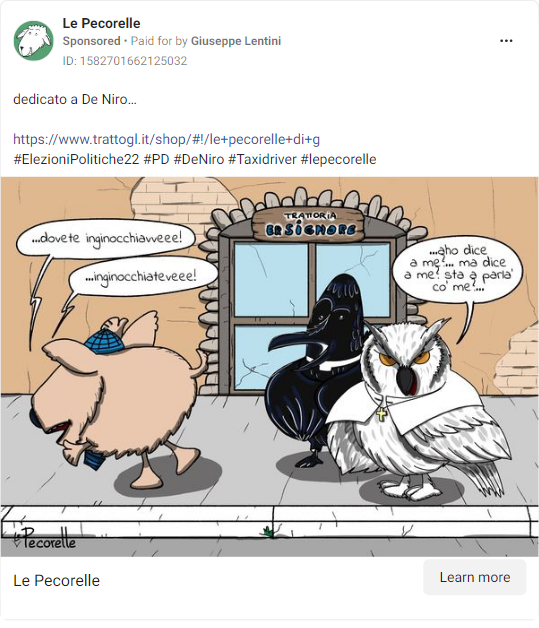 Le Pecorelle
Sponsored • Paid for by Giuseppe Lentini
ID: 1582701662125032
dedicato a De Niro...
https://www.trattogl.it/shop/#!/le+pecorelle+di+g
#ElezioniPolitiche22 #PD #DeNiro #Taxidriver #lepecorelle
TRATTORIA
ER SIGNORE
...dovete inginocchiavveee!
...inginocchiateveee!
...aho dice
a me?... ma dice
a me? sta a parla'
co' me?...
Le Pecorelle
Le Pecorelle
Learn more